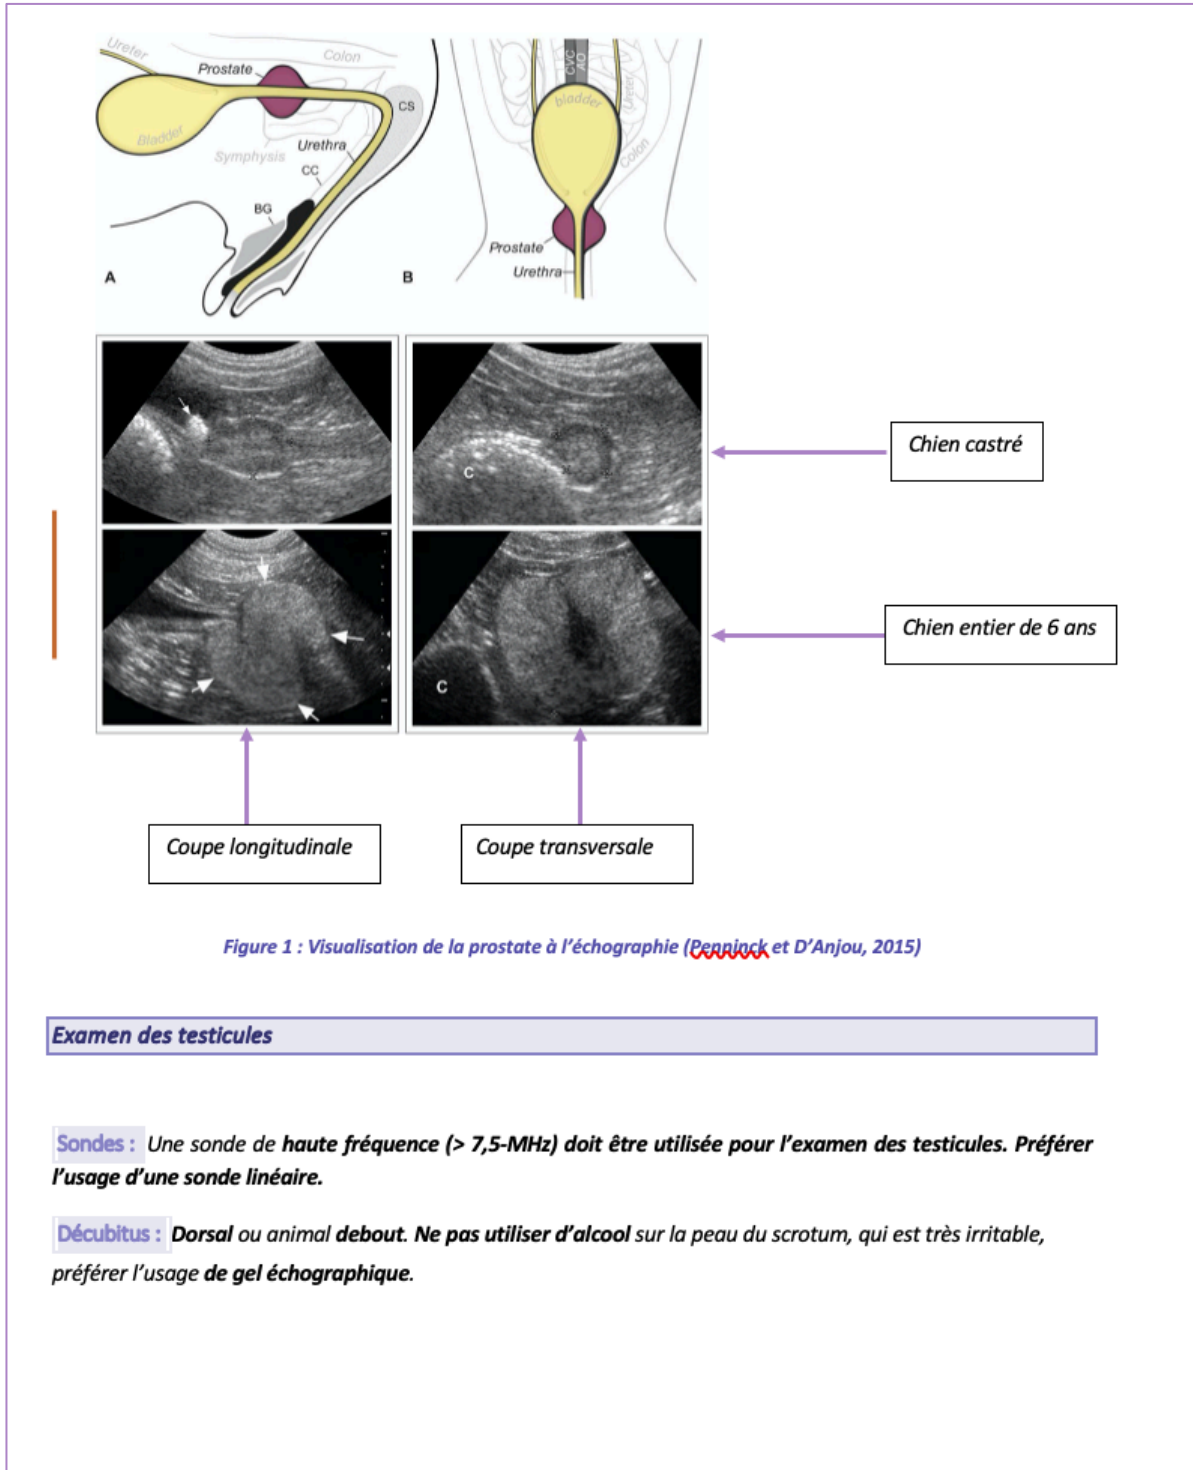 Ureter
Colon
Prostate
CS
Bladder
Urethra
Symphysis
CC
BG
A
CVC
AO
bladder
Ureter
Colon
Prostate
Urethra
B
C
C
Chien castré
Chien entier de 6 ans
Coupe longitudinale
Coupe transversale
Figure 1 : Visualisation de la prostate à l’échographie (Penninck et D’Anjou, 2015)
Examen des testicules
Sondes : Une sonde de haute fréquence (> 7,5-MHz) doit être utilisée pour l’examen des testicules. Préférer
l’usage d’une sonde linéaire.
Décubitus : Dorsal ou animal debout. Ne pas utiliser d’alcool sur la peau du scrotum, qui est très irritable,
préférer l’usage de gel échographique.